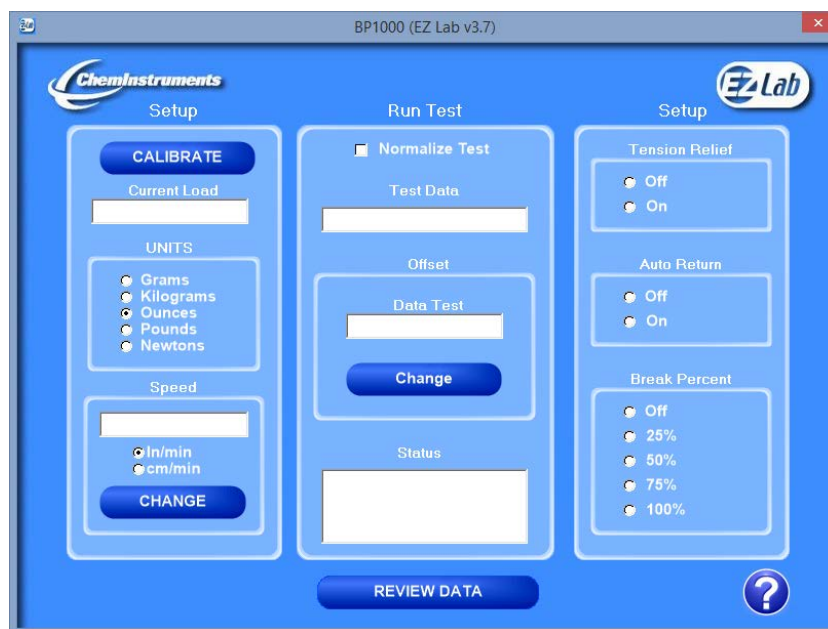 BP1000 (EZ Lab v3.7)
ChemInstruments
EZ Lab
Setup
CALIBRATE
Current Load
UNITS
Grams
Kilograms
Ounces
Pounds
Newtons
Speed
In/min
cm/min
CHANGE
Run Test
Normalize Test
Test Data
Offset
Data Test
Change
Status
Setup
Tension Relief
Off
On
Auto Return
Off
On
Break Percent
Off
25%
50%
75%
100%
REVIEW DATA
?